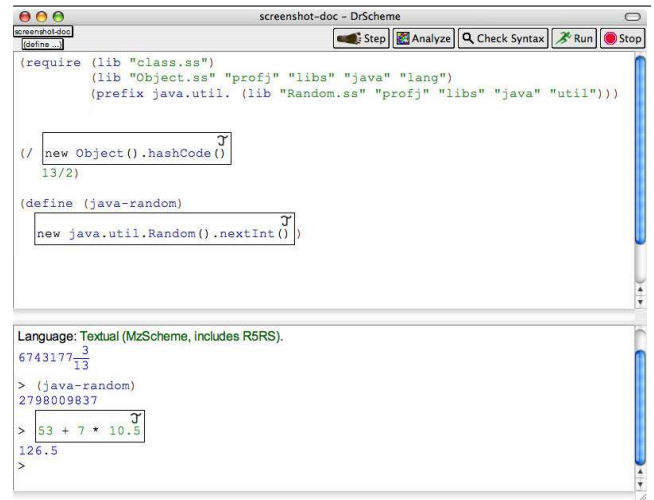 screenshot-doc - DrScheme
screenshot-doc
(define ...)
Step Analyze Check Syntax Run Stop
(require (lib "class.ss")
(lib "Object.ss" "profj" "libs" "java" "lang")
(prefix java.util. (lib "Random.ss" "profj" "libs" "java" "util")))
(/ new Object().hashCode()
13/2)
(define (java-random)
new java.util.Random().nextInt() )
Language: Textual (MzScheme, includes R5RS).
6743177 3/13
> (java-random)
2798009837
> 53 + 7 * 10.5
126.5
>